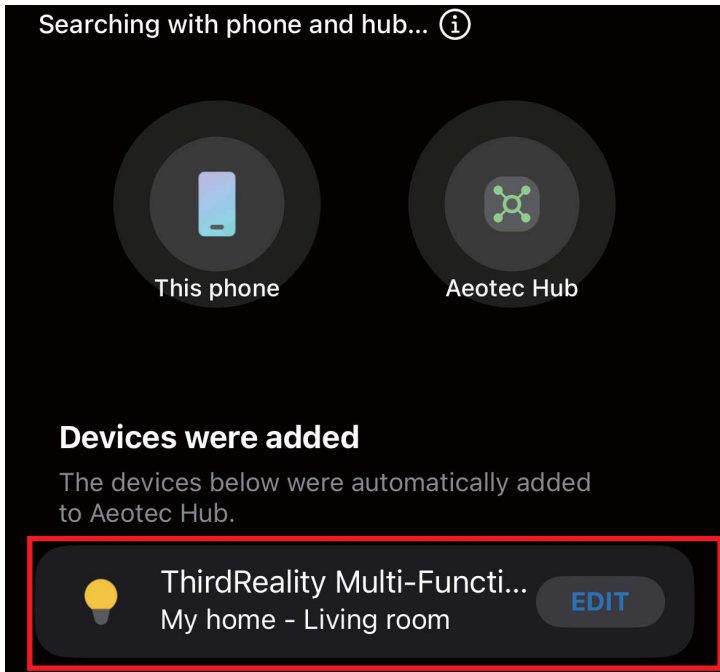 Searching with phone and hub...
This phone
Aeotec Hub
Devices were added
The devices below were automatically added
to Aeotec Hub.
ThirdReality Multi-Functi...
EDIT
My home - Living room